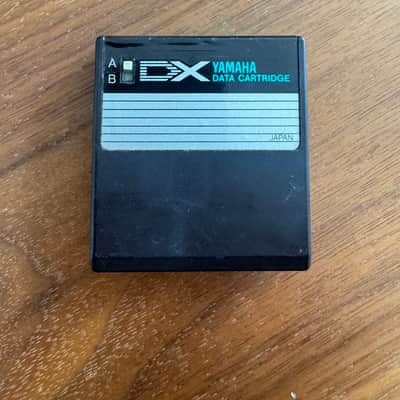 A
B
DX YAMAHA
DATA CARTRIDGE
JAPAN